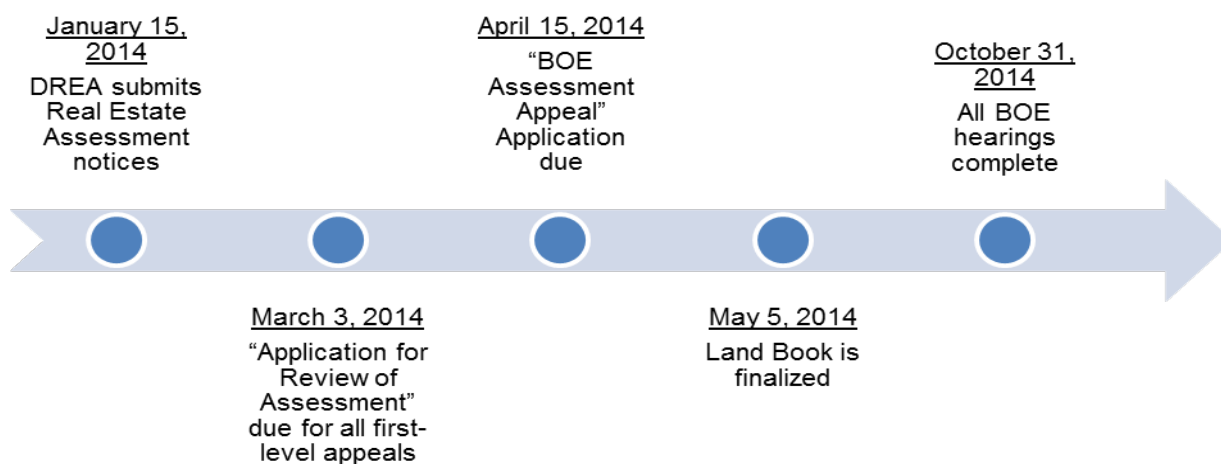 January 15,
2014
DREA submits
Real Estate
Assessment
notices
March 3, 2014
“Application for
Review of
Assessment”
due for all first-
level appeals
April 15, 2014
“BOE
Assessment
Appeal”
Application
due
May 5, 2014
Land Book is
finalized
October 31,
2014
All BOE
hearings
complete